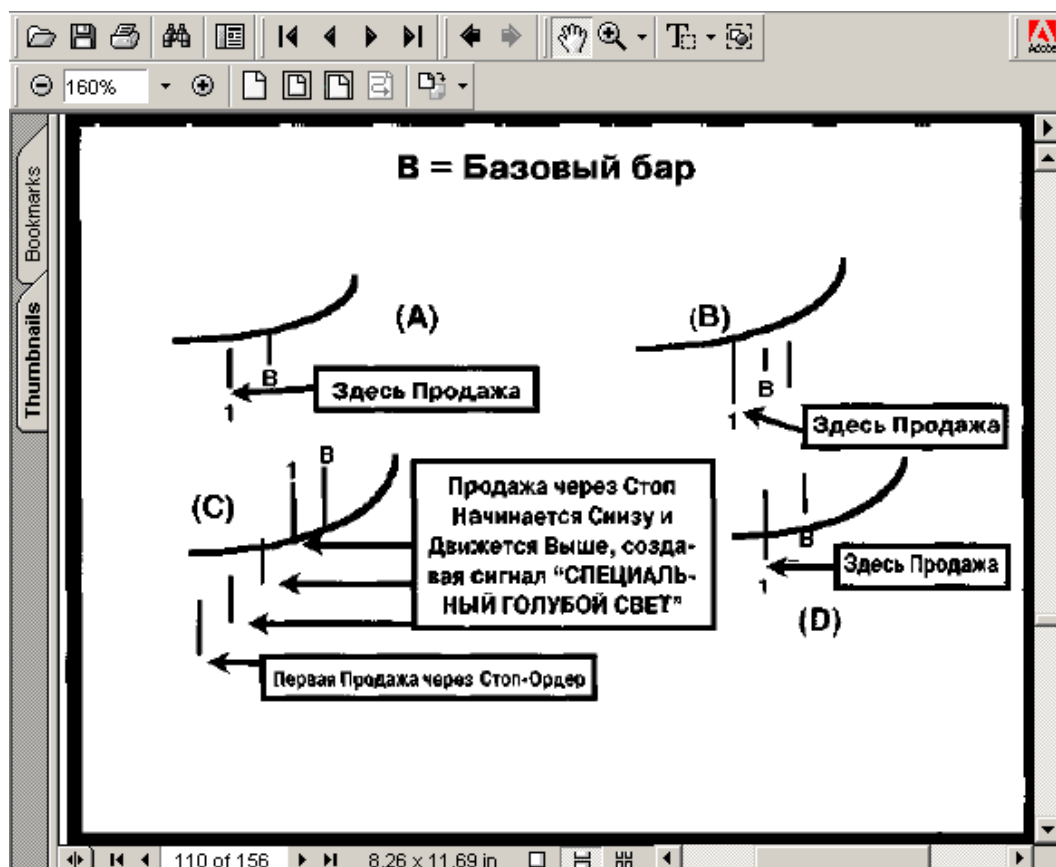 Adobe
160%
Bookmarks
Thumbnails
B = Базовый бар
(A)
B
1
Здесь Продажа
(B)
B
1
Здесь Продажа
(C)
1
B
Продажа через Стоп
Начинается Снизу и
Движется Выше, созда-
вая сигнал “СПЕЦИАЛЬ-
НЫЙ ГОЛУБОЙ СВЕТ”
Первая Продажа через Стоп-Ордер
B
1
Здесь Продажа
(D)
110 of 156
8.26 x 11.69 in